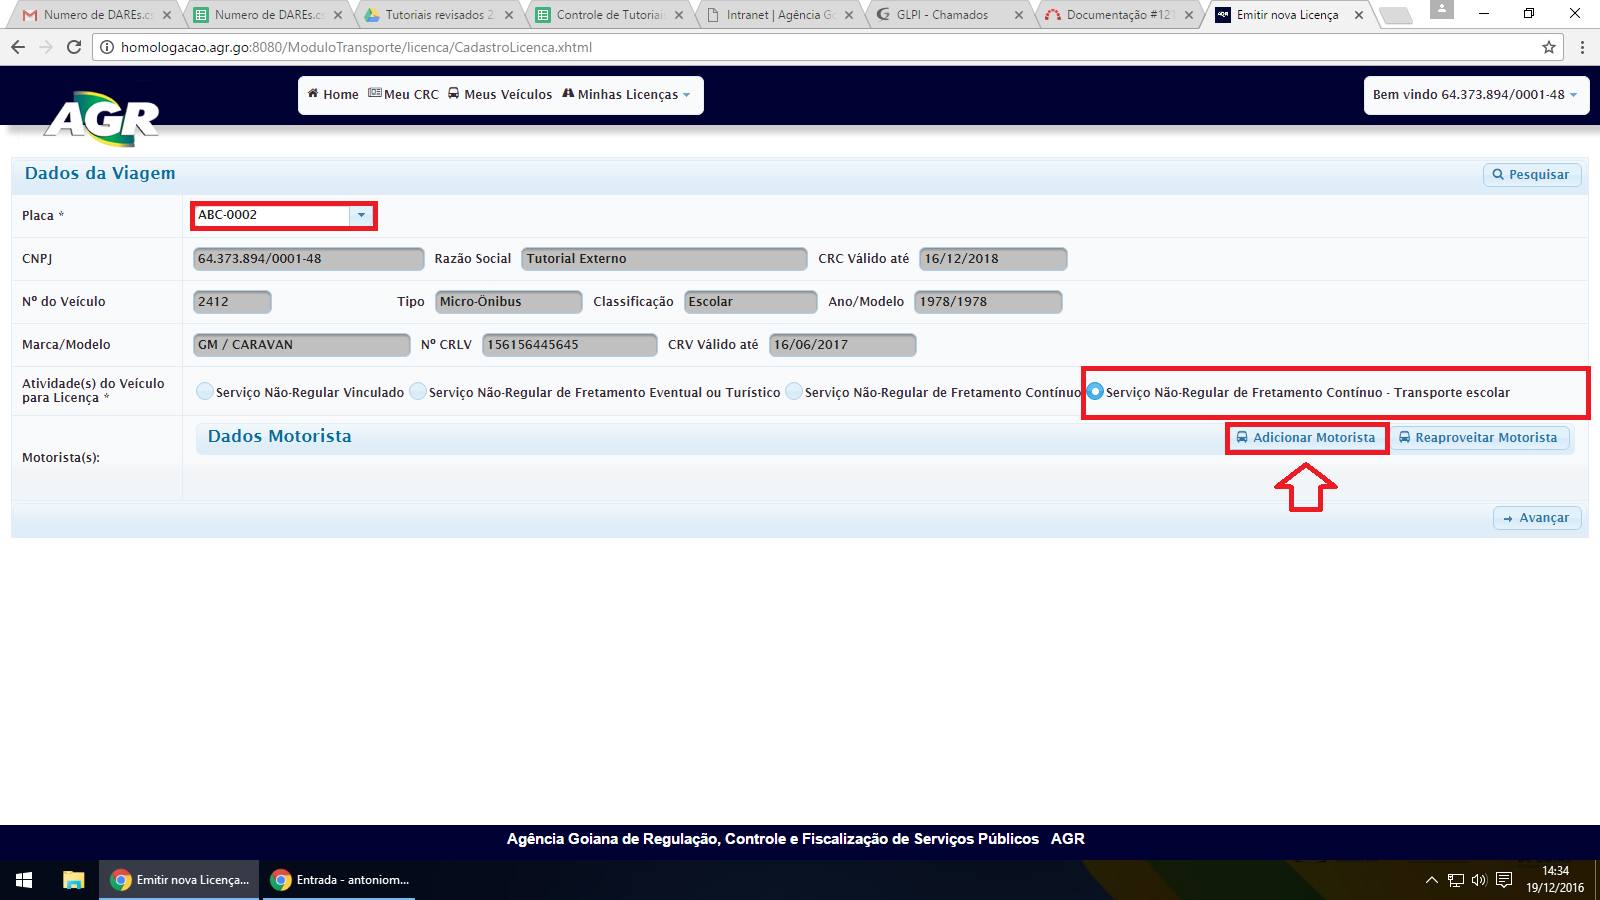 Numero de DAREs.cs
Numero de DAREs.cs
Tutoriais revisados 2
Controle de Tutoriai
Intranet | Agência Go
GLPI - Chamados
Documentação #121
Emitir nova Licença
homologacao.agr.go:8080/ModuloTransporte/licenca/CadastroLicenca.xhtml
AGR
Home Meu CRC Meus Veículos Minhas Licenças
Bem vindo 64.373.894/0001-48
Dados da Viagem
Pesquisar
Placa * ABC-0002
CNPJ 64.373.894/0001-48 Razão Social Tutorial Externo CRC Válido até 16/12/2018
Nº do Veículo 2412 Tipo Micro-Ônibus Classificação Escolar Ano/Modelo 1978/1978
Marca/Modelo GM / CARAVAN Nº CRLV 156156445645 CRV Válido até 16/06/2017
Atividade(s) do Veículo
para Licença *
Serviço Não-Regular Vinculado Serviço Não-Regular de Fretamento Eventual ou Turístico Serviço Não-Regular de Fretamento Contínuo Serviço Não-Regular de Fretamento Contínuo - Transporte escolar
Motorista(s):
Dados Motorista
Adicionar Motorista Reaproveitar Motorista
Avançar
Agência Goiana de Regulação, Controle e Fiscalização de Serviços Públicos AGR
Emitir nova Licença...
Entrada - antoniom...
14:34
19/12/2016